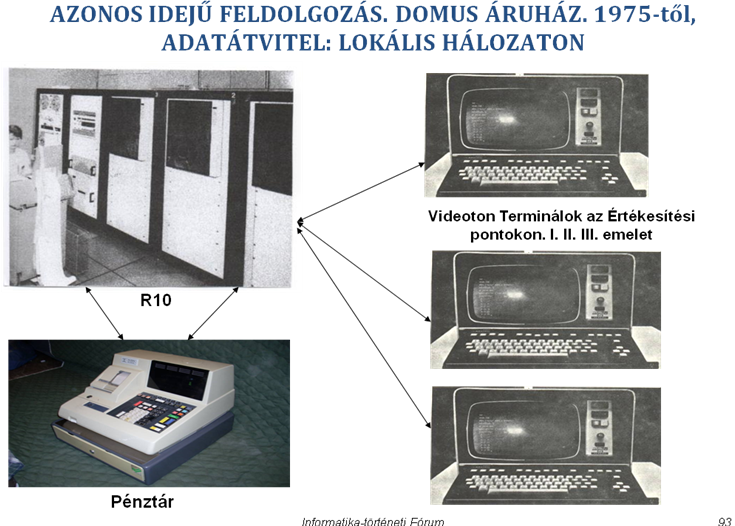 AZONOS IDEJŰ FELDOLGOZÁS. DOMUS ÁRUHÁZ. 1975-től,
ADATÁTVITEL: LOKÁLIS HÁLOZATON
Videoton Terminálok az Értékesítési
pontokon. I. II. III. emelet
R10
Pénztár
Informatika-történeti Fórum
93